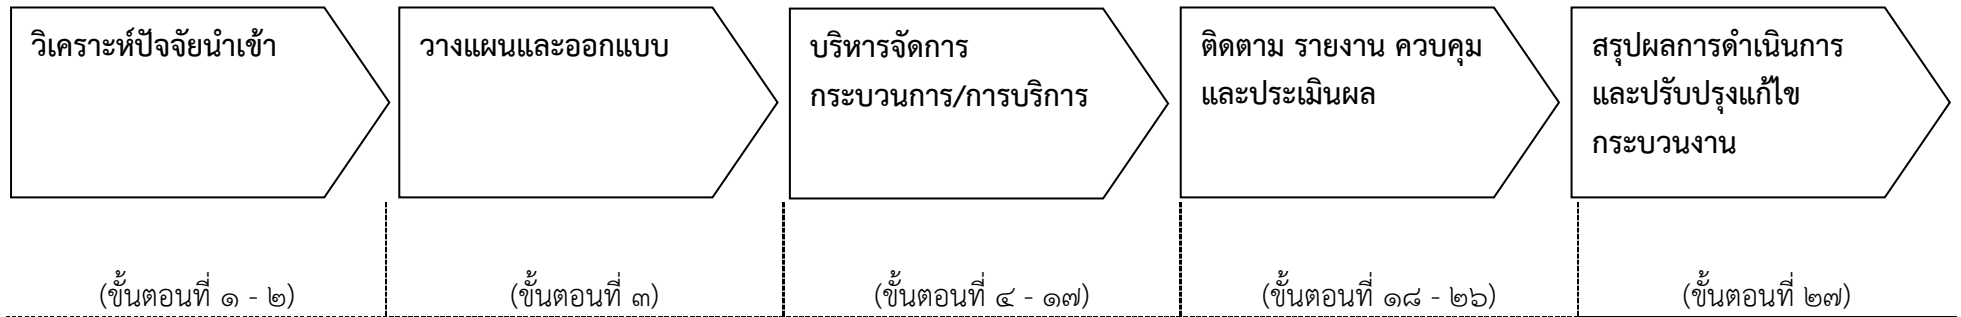 วิเคราะห์ปัจจัยนำเข้า
วางแผนและออกแบบ
บริหารจัดการ
กระบวนการ/การบริการ
ติดตาม รายงาน ควบคุม
และประเมินผล
สรุปผลการดำเนินการ
และปรับปรุงแก้ไข
กระบวนงาน
(ขั้นตอนที่ ๑ - ๒)
(ขั้นตอนที่ ๓)
(ขั้นตอนที่ ๔ - ๑๗)
(ขั้นตอนที่ ๑๘ - ๒๖)
(ขั้นตอนที่ ๒๗)